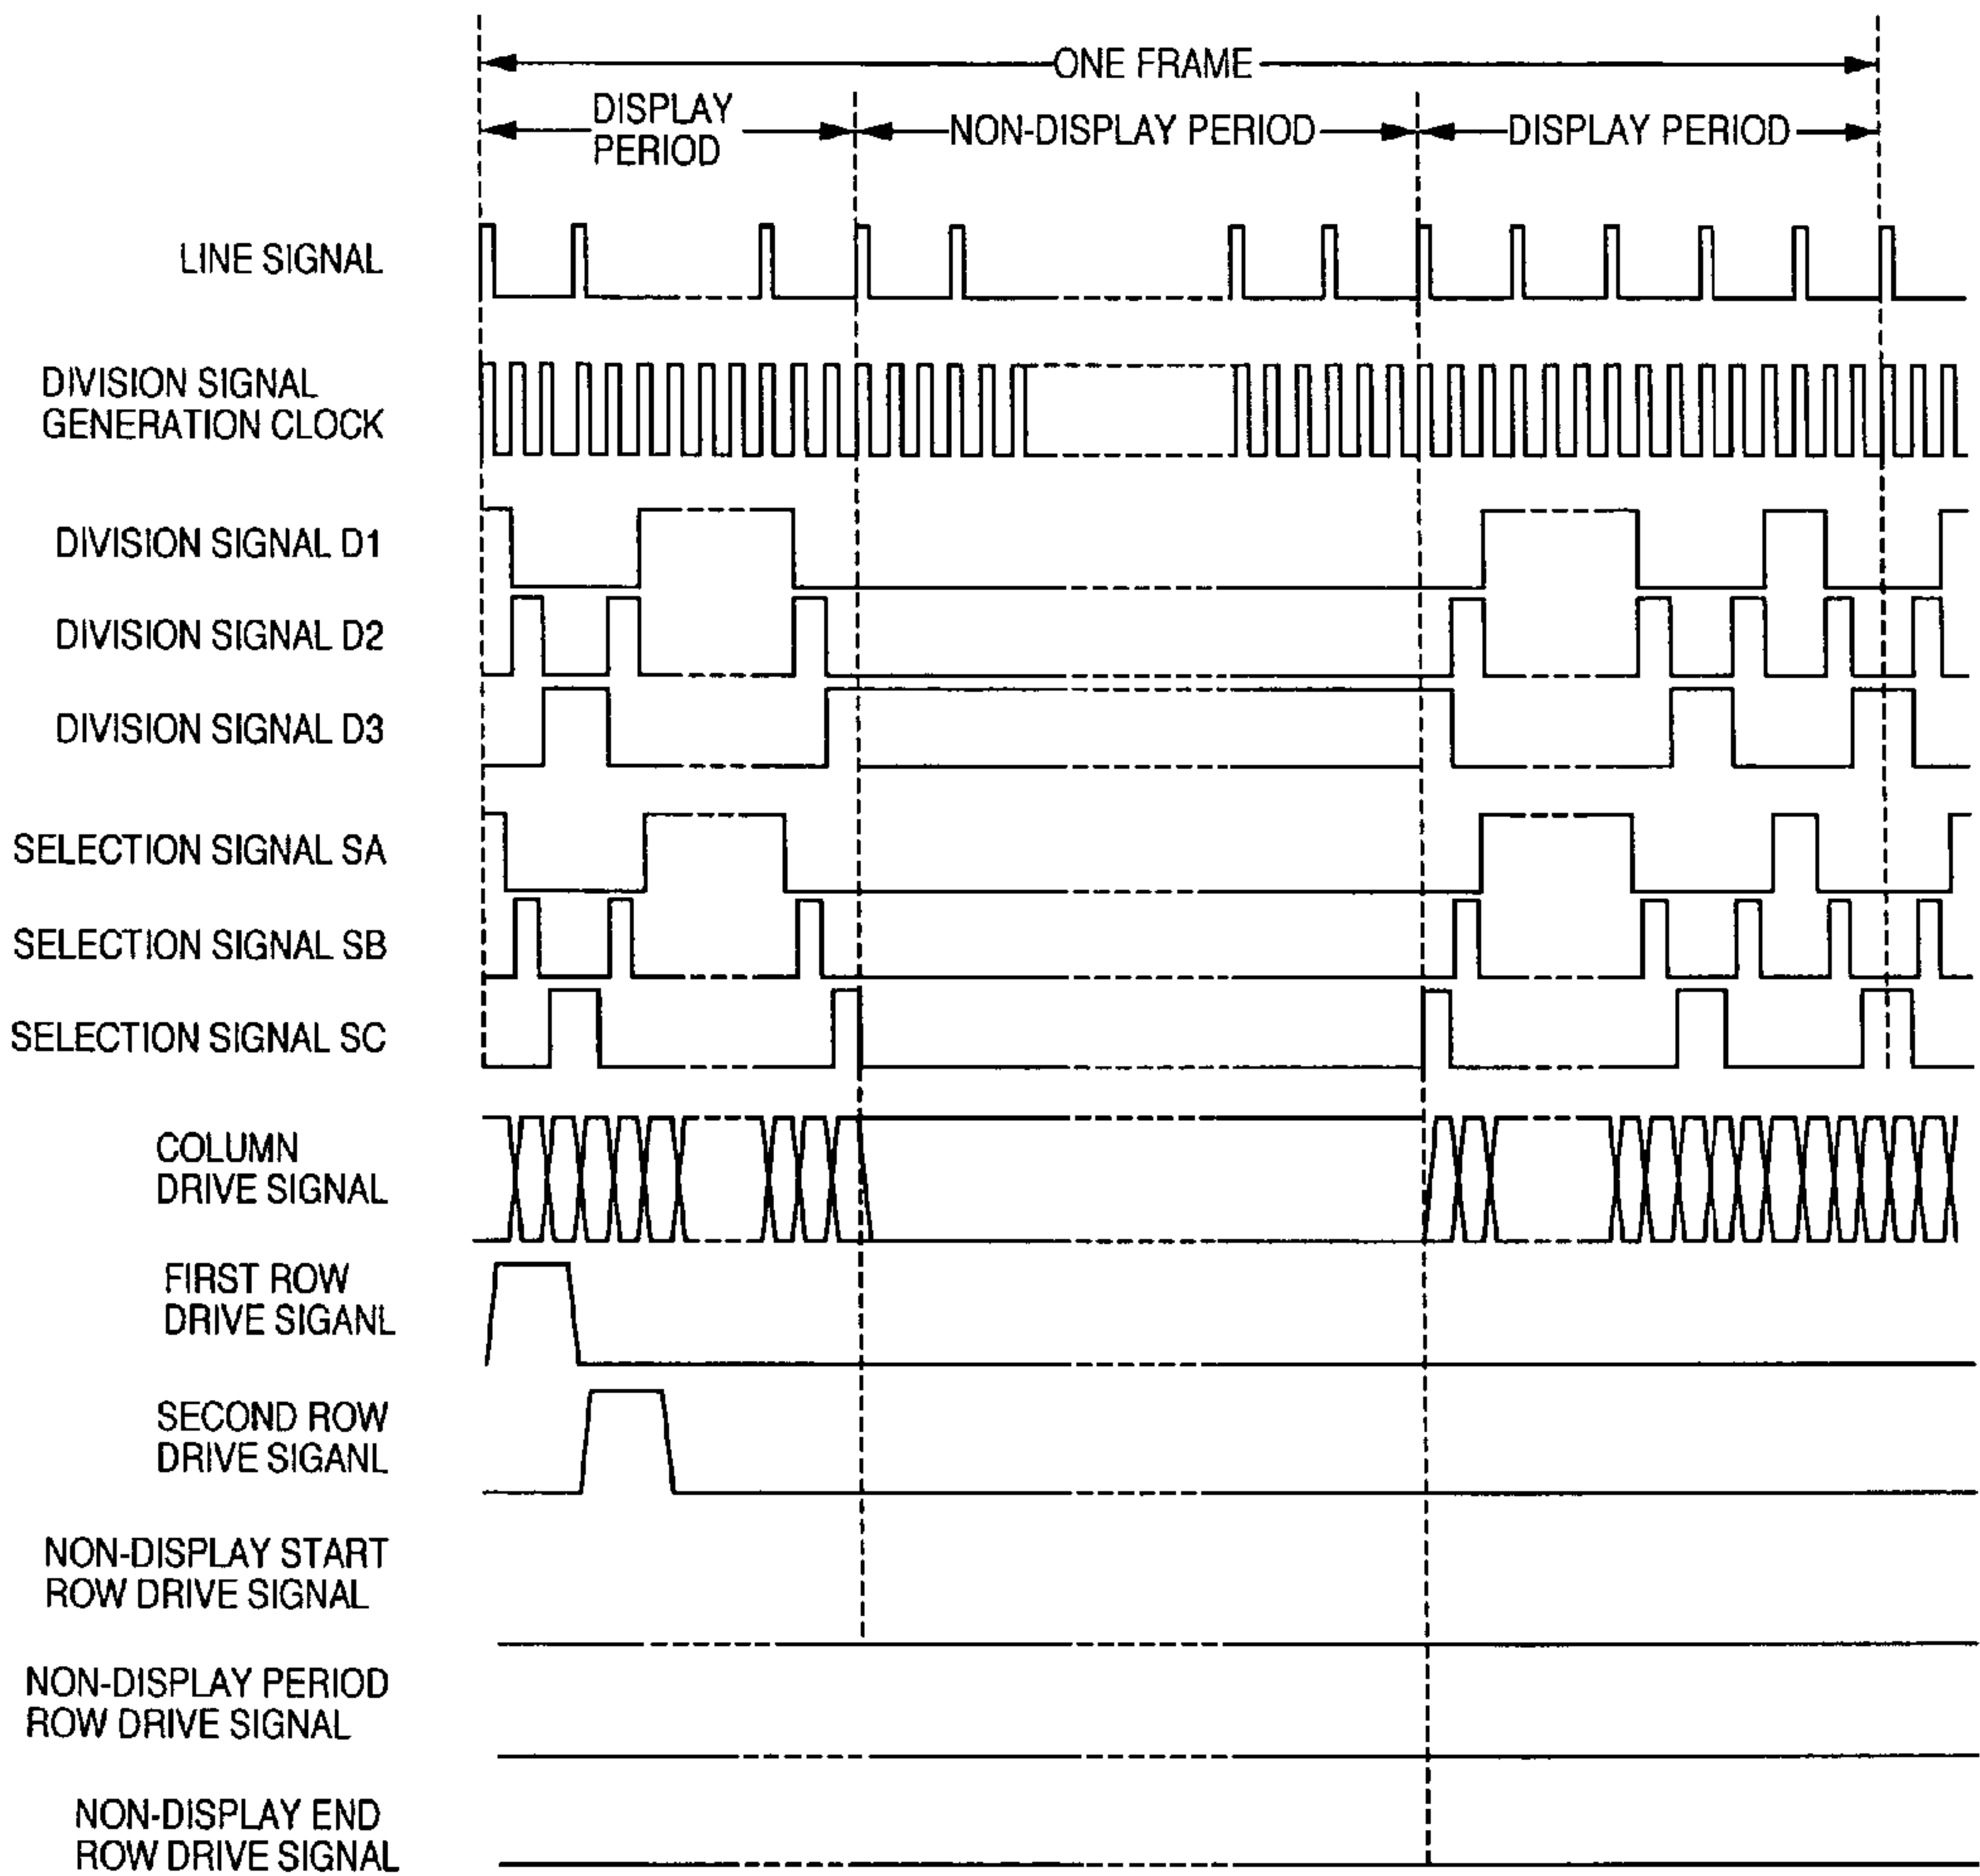 ONE FRAME
DISPLAY
PERIOD
NON-DISPLAY PERIOD
DISPLAY PERIOD
LINE SIGNAL
DIVISION SIGNAL
GENERATION CLOCK
DIVISION SIGNAL D1
DIVISION SIGNAL D2
DIVISION SIGNAL D3
SELECTION SIGNAL SA
SELECTION SIGNAL SB
SELECTION SIGNAL SC
COLUMN
DRIVE SIGNAL
FIRST ROW
DRIVE SIGANL
SECOND ROW
DRIVE SIGANL
NON-DISPLAY START
ROW DRIVE SIGNAL
NON-DISPLAY PERIOD
ROW DRIVE SIGNAL
NON-DISPLAY END
ROW DRIVE SIGNAL